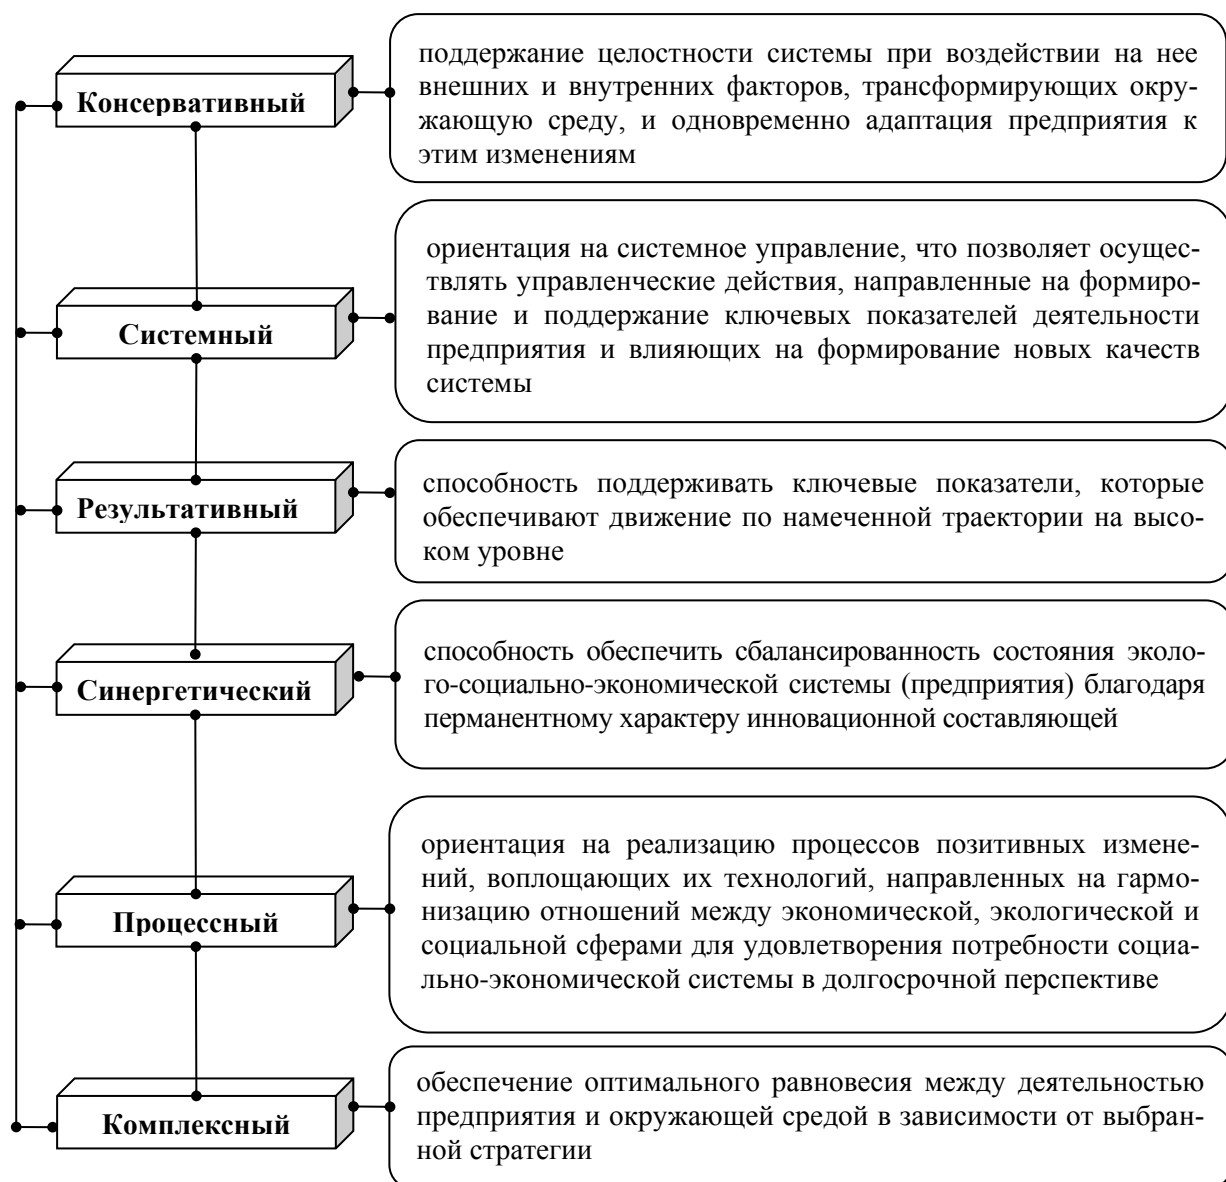 Консервативный
поддержание целостности системы при воздействии на нее
внешних и внутренних факторов, трансформирующих окру-
жающую среду, и одновременно адаптация предприятия к
этим изменениям
Системный
ориентация на системное управление, что позволяет осущес-
твлять управленческие действия, направленные на формиро-
вание и поддержание ключевых показателей деятельности
предприятия и влияющих на формирование новых качеств
системы
Результативный
способность поддерживать ключевые показатели, которые
обеспечивают движение по намеченной траектории на высо-
ком уровне
Синергетический
способность обеспечить сбалансированность состояния эколо-
го-социально-экономической системы (предприятия) благодаря
перманентному характеру инновационной составляющей
Процессный
ориентация на реализацию процессов позитивных измене-
ний, воплощающих их технологий, направленных на гармо-
низацию отношений между экономической, экологической и
социальной сферами для удовлетворения потребности социа-
льно-экономической системы в долгосрочной перспективе
Комплексный
обеспечение оптимального равновесия между деятельностью
предприятия и окружающей средой в зависимости от выбран-
ной стратегии